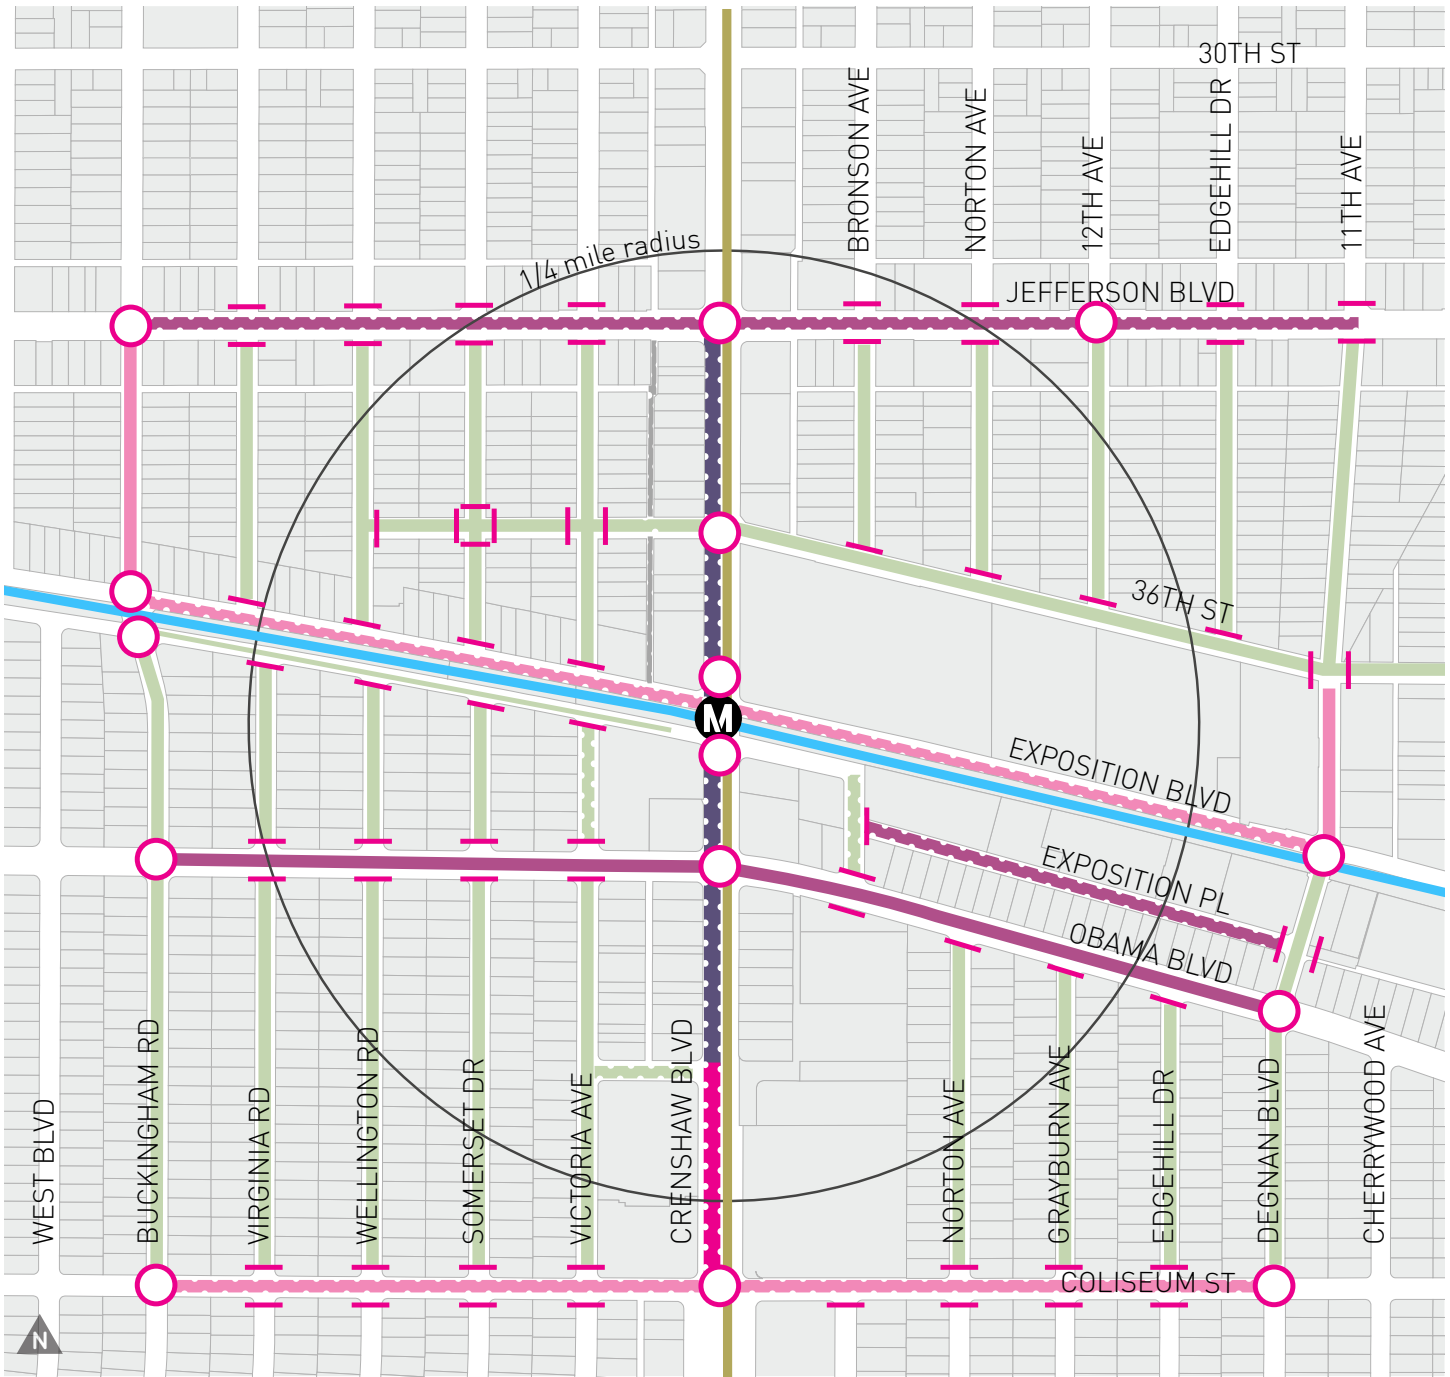 30TH ST
BRONSON AVE
NORTON AVE
12TH AVE
EDGEHILL DR
11TH AVE
1/4 mile radius
JEFFERSON BLVD
36TH ST
M
EXPOSITION BLVD
EXPOSITION PL
OBAMA BLVD
WEST BLVD
BUCKINGHAM RD
VIRGINIA RD
WELLINGTON RD
SOMERSET DR
VICTORIA AVE
CRENSHAW BLVD
NORTON AVE
GRAYBURN AVE
EDGEHILL DR
DEGNAN BLVD
CHERRYWOOD AVE
COLISEUM ST
N